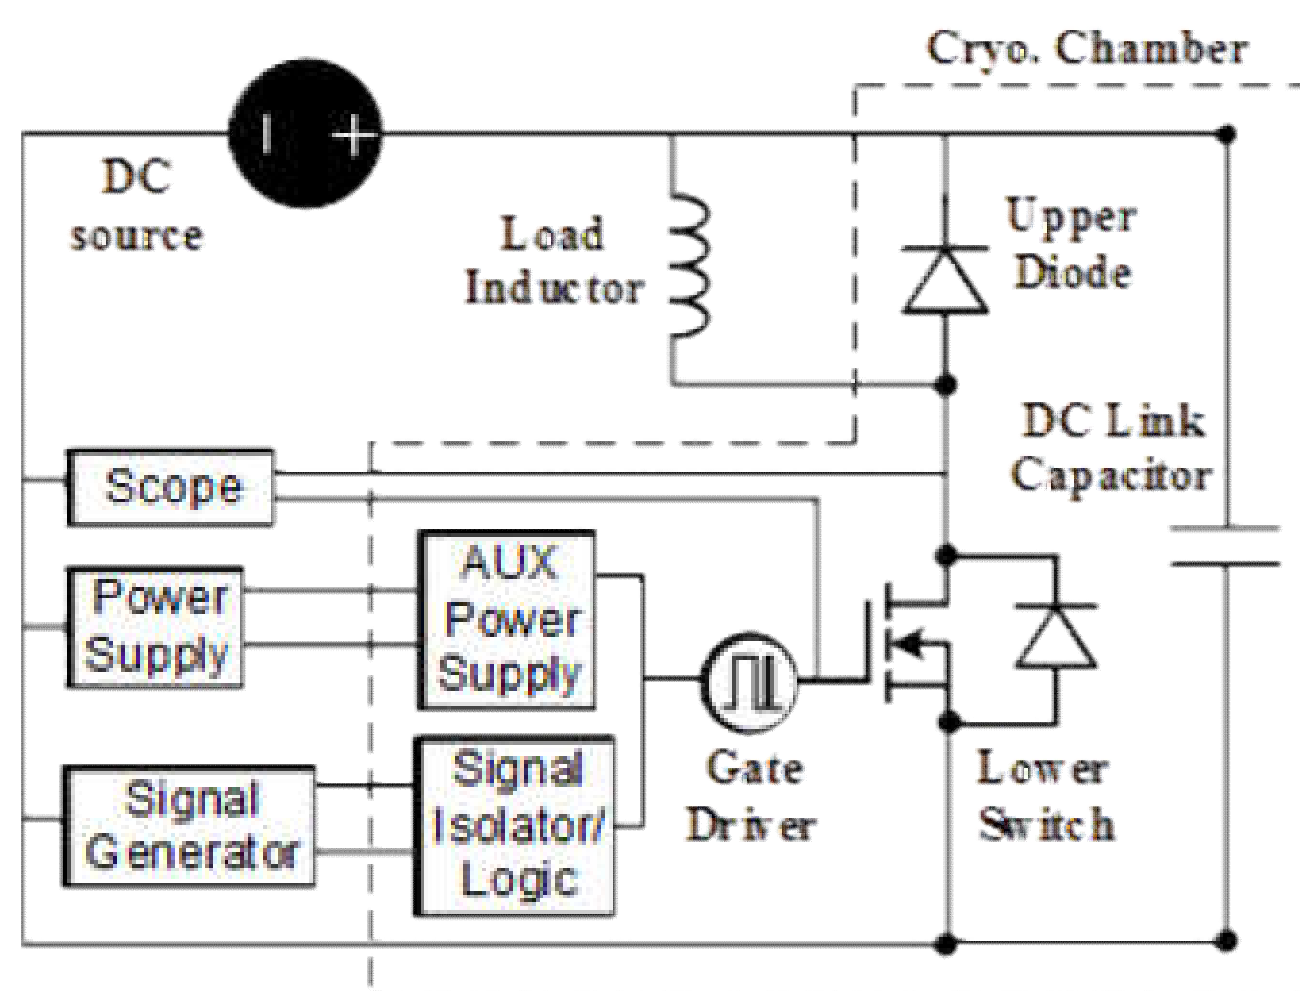 Cryo. Chamber
DC
source
Load
Inductor
Upper
Diode
DC Link
Capacitor
Scope
Power
Supply
AUX
Power
Supply
Signal
Generator
Signal
Isolator/
Logic
Gate
Driver
Lower
Switch